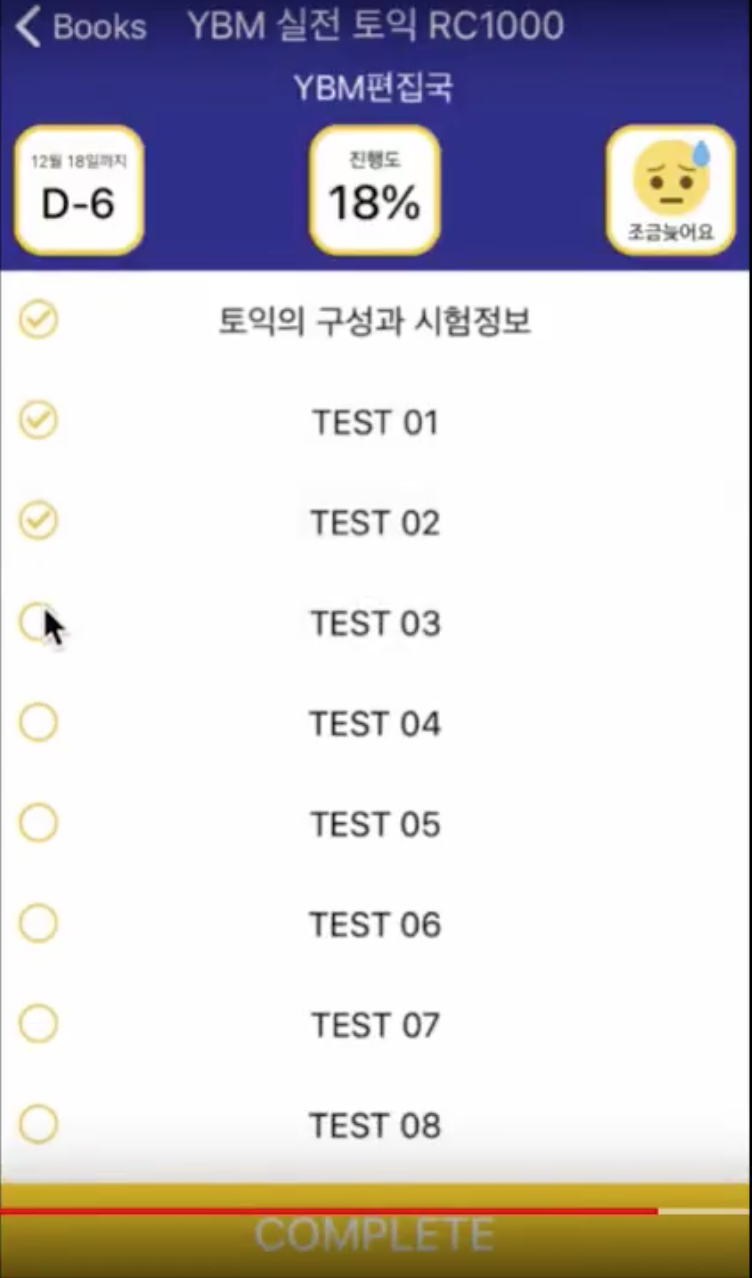 Books YBM 실전 토익 RC1000
YBM편집국
12월 18일까지
D-6
진행도
18%
조금늦어요
토익의 구성과 시험정보
TEST 01
TEST 02
TEST 03
TEST 04
TEST 05
TEST 06
TEST 07
TEST 08
COMPLETE